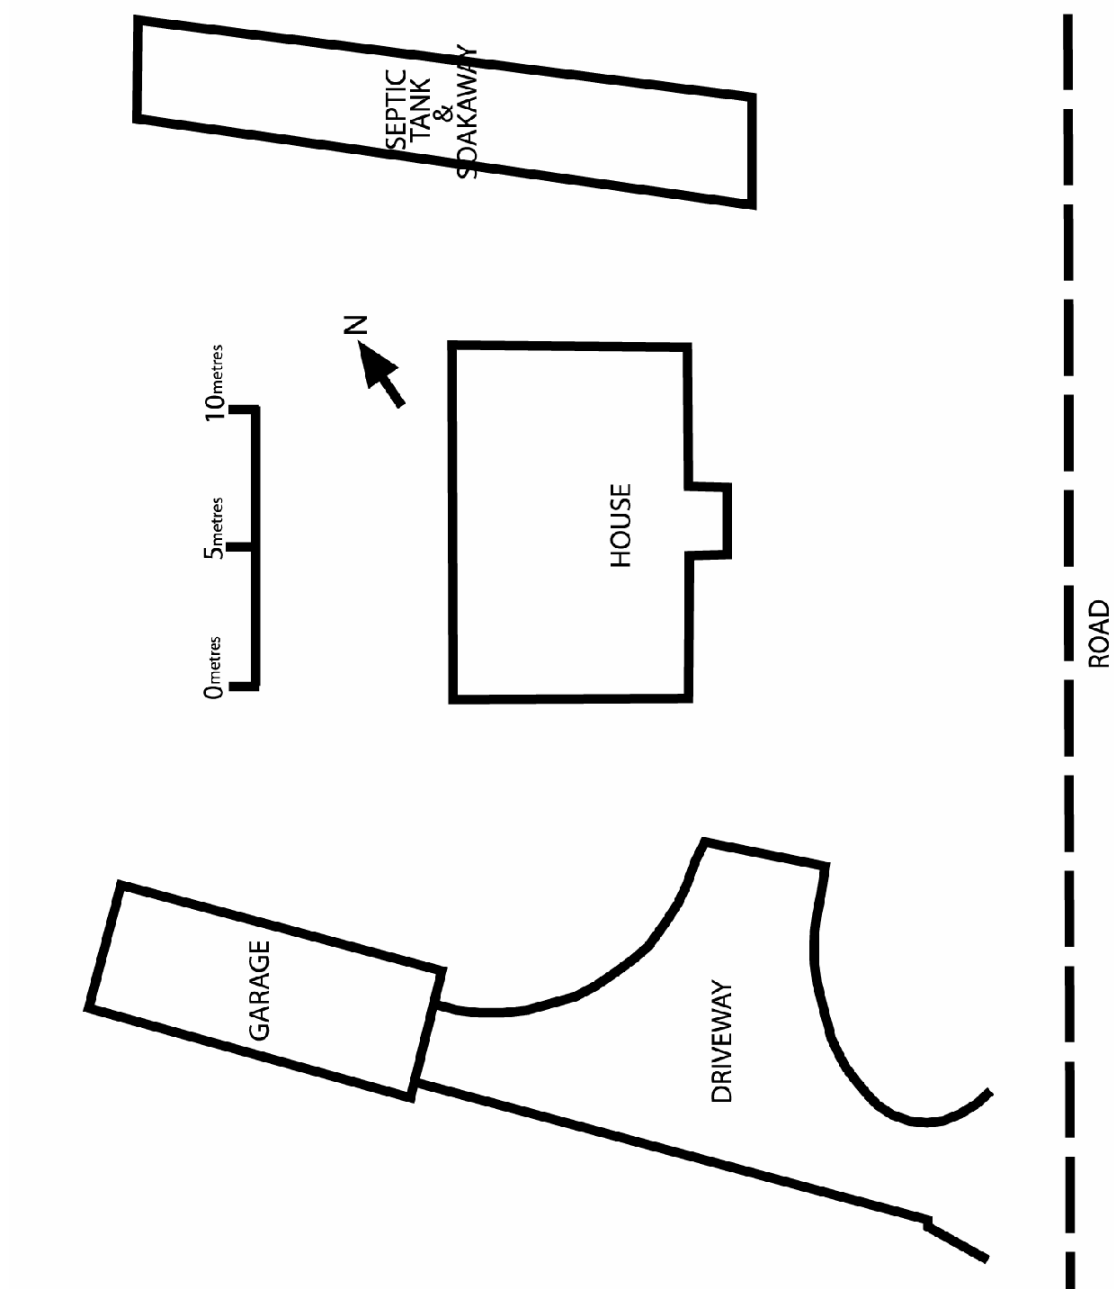 SEPTIC
TANK
&
SOAKAWAY
N
10metres
5metres
0metres
HOUSE
ROAD
GARAGE
DRIVEWAY